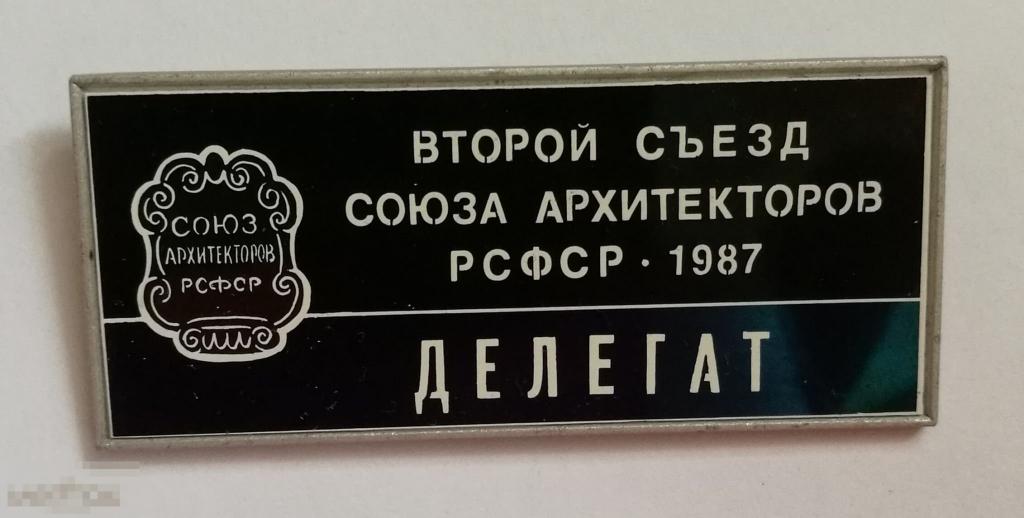 СОЮЗ
АРХИТЕКТОРОВ
РСФСР
ВТОРОЙ СЪЕЗД
СОЮЗА АРХИТЕКТОРОВ
РСФСР · 1987
ДЕЛЕГАТ